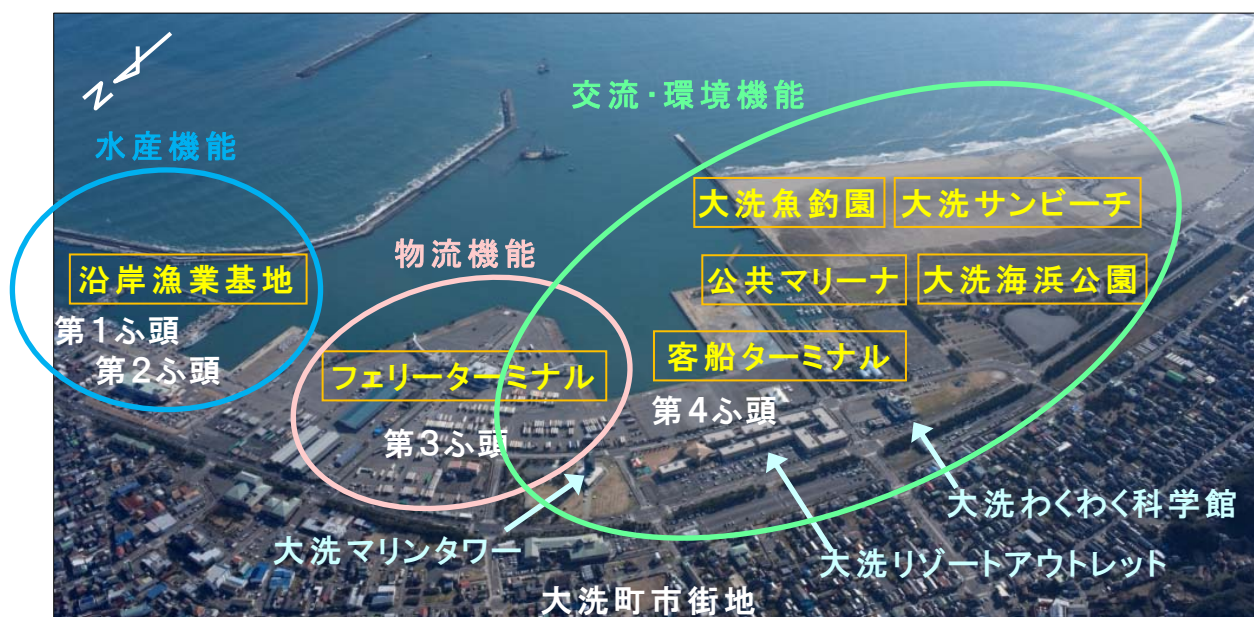 N
水産機能
交流・環境機能
大洗魚釣園
大洗サンビーチ
物流機能
沿岸漁業基地
公共マリーナ
大洗海浜公園
第1ふ頭
第2ふ頭
フェリーターミナル
客船ターミナル
第3ふ頭
第4ふ頭
大洗わくわく科学館
大洗マリンタワー
大洗リゾートアウトレット
大洗町市街地